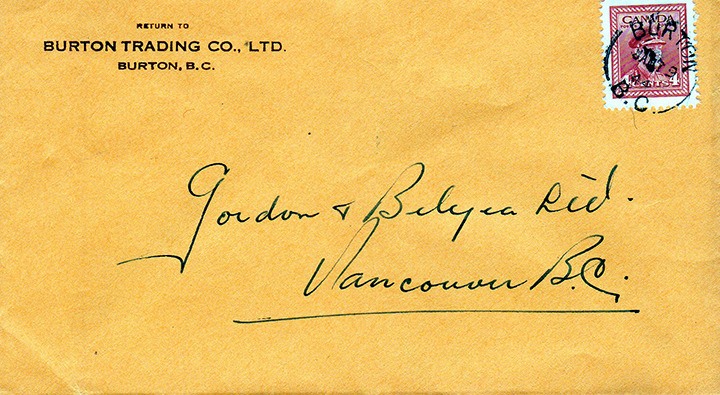 RETURN TO
BURTON TRADING CO., LTD.
BURTON, B.C.
CANADA
BURTON
B.C.
Gordon & Belyea Ltd.
Vancouver B.C.